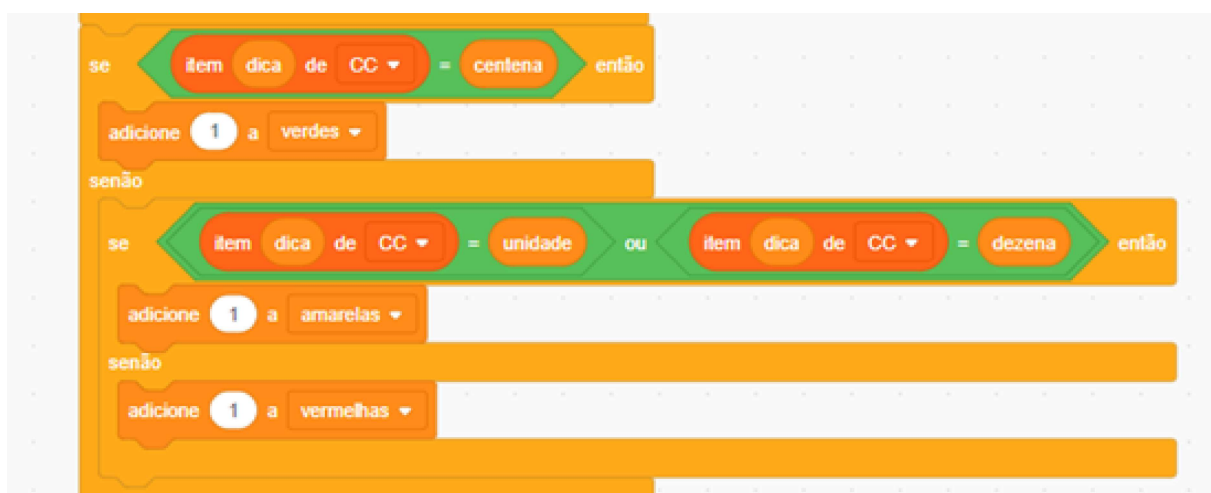 se item dica de CC = centena então
adicione 1 a verdes
senão
se item dica de CC = unidade ou item dica de CC = dezena então
adicione 1 a amarelas
senão
adicione 1 a vermelhas